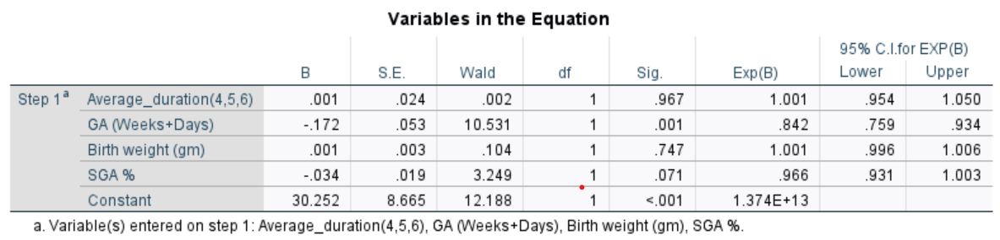 Variables in the Equation
95% C.I.for EXP(B)
B S.E. Wald df Sig. Exp(B) Lower Upper
Step 1a Average_duration(4,5,6) .001 .024 .002 1 .967 1.001 .954 1.050
GA (Weeks+Days) -.172 .053 10.531 1 .001 .842 .759 .934
Birth weight (gm) .001 .003 .104 1 .747 1.001 .996 1.006
SGA % -.034 .019 3.249 1 .071 .966 .931 1.003
Constant 30.252 8.665 12.188 1 <.001 1.374E+13
a. Variable(s) entered on step 1: Average_duration(4,5,6), GA (Weeks+Days), Birth weight (gm), SGA %.